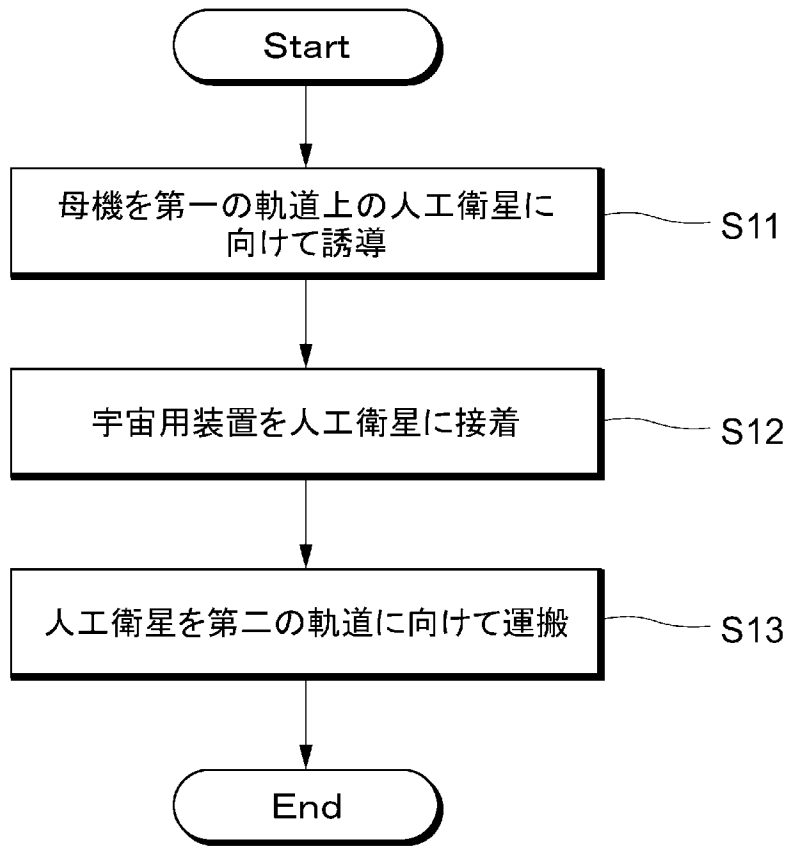 Start
母機を第一の軌道上の人工衛星に
向けて誘導
S11
宇宙用装置を人工衛星に接着
S12
人工衛星を第二の軌道に向けて運搬
S13
End